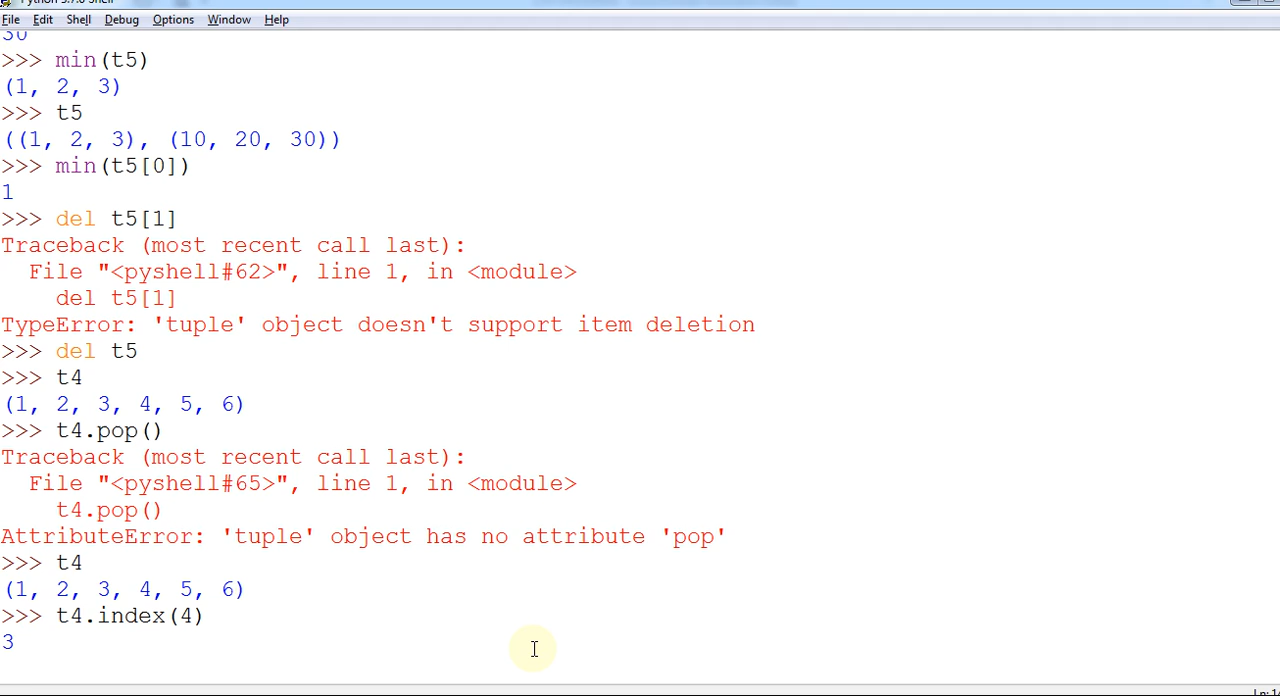 File Edit Shell Debug Options Window Help
30
>>> min(t5)
(1, 2, 3)
>>> t5
((1, 2, 3), (10, 20, 30))
>>> min(t5[0])
1
>>> del t5[1]
Traceback (most recent call last):
  File "<pyshell#62>", line 1, in <module>
    del t5[1]
TypeError: 'tuple' object doesn't support item deletion
>>> del t5
>>> t4
(1, 2, 3, 4, 5, 6)
>>> t4.pop()
Traceback (most recent call last):
  File "<pyshell#65>", line 1, in <module>
    t4.pop()
AttributeError: 'tuple' object has no attribute 'pop'
>>> t4
(1, 2, 3, 4, 5, 6)
>>> t4.index(4)
3